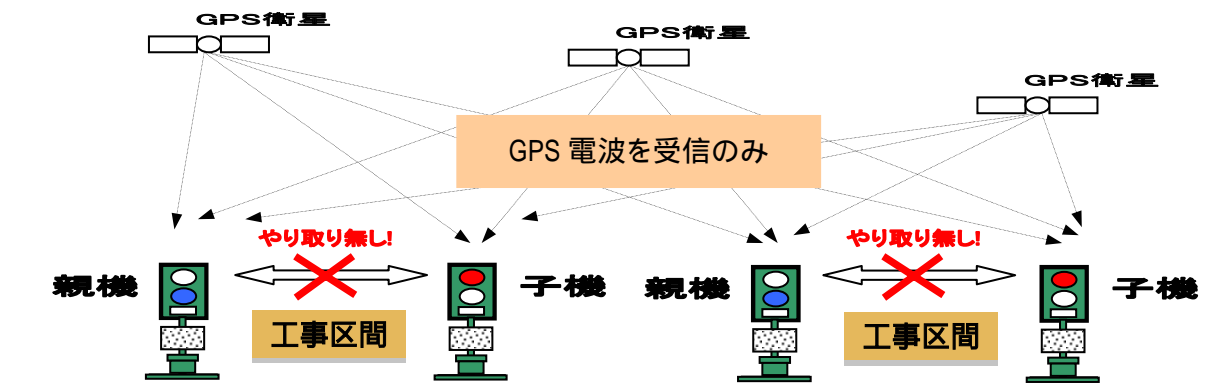 GPS衛星
GPS衛星
GPS衛星
GPS 電波を受信のみ
やり取り無し!
やり取り無し!
親機
子機
親機
子機
工事区間
工事区間